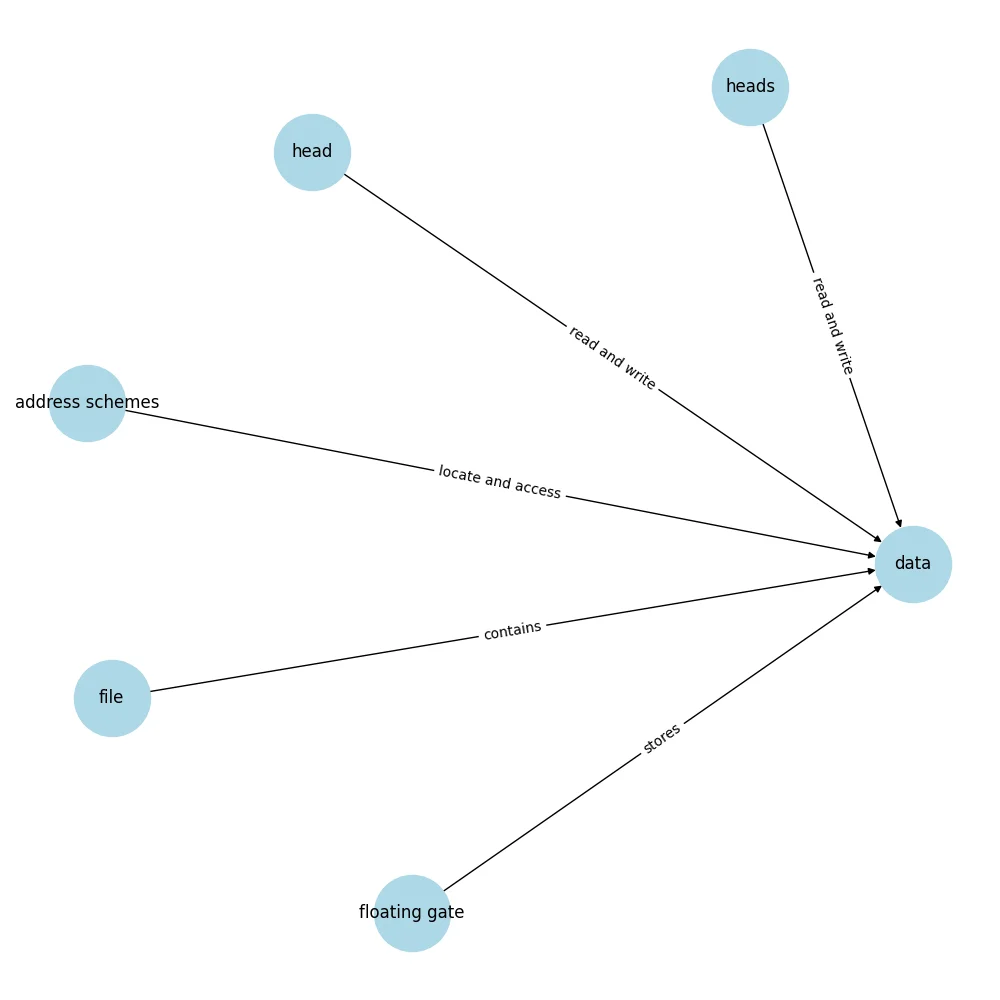 heads
head
read and write
read and write
address schemes
locate and access
data
contains
file
stores
floating gate